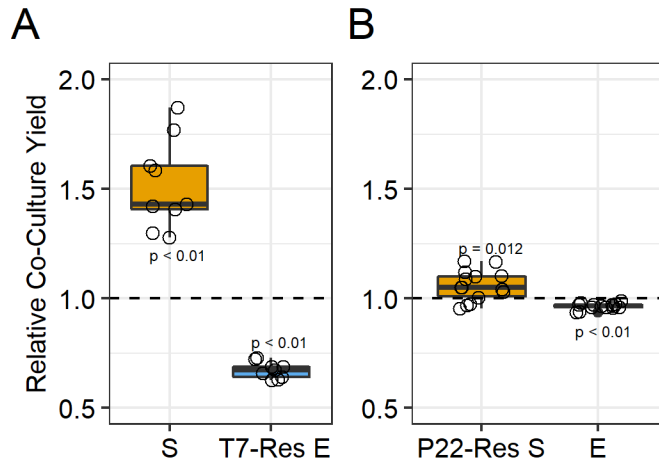 A
B
Relative Co-Culture Yield
2.0
1.5
1.0
0.5
p < 0.01
p < 0.01
S
T7-Res E
2.0
1.5
1.0
0.5
p = 0.012
p < 0.01
P22-Res S
E